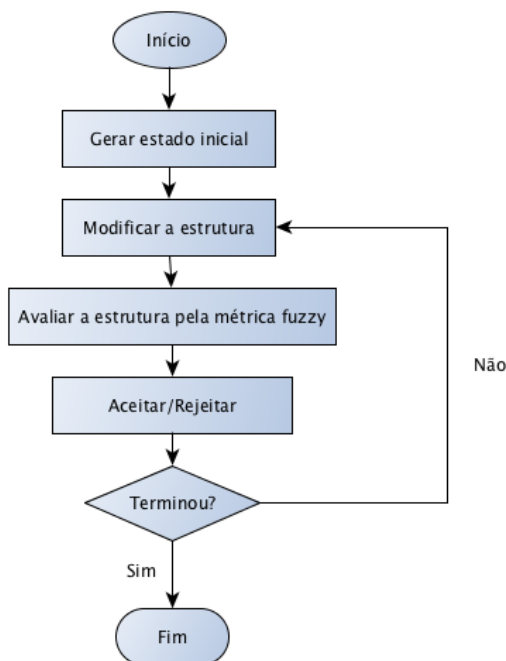 Início
Gerar estado inicial
Modificar a estrutura
Avaliar a estrutura pela métrica fuzzy
Não
Aceitar/Rejeitar
Terminou?
Sim
Fim